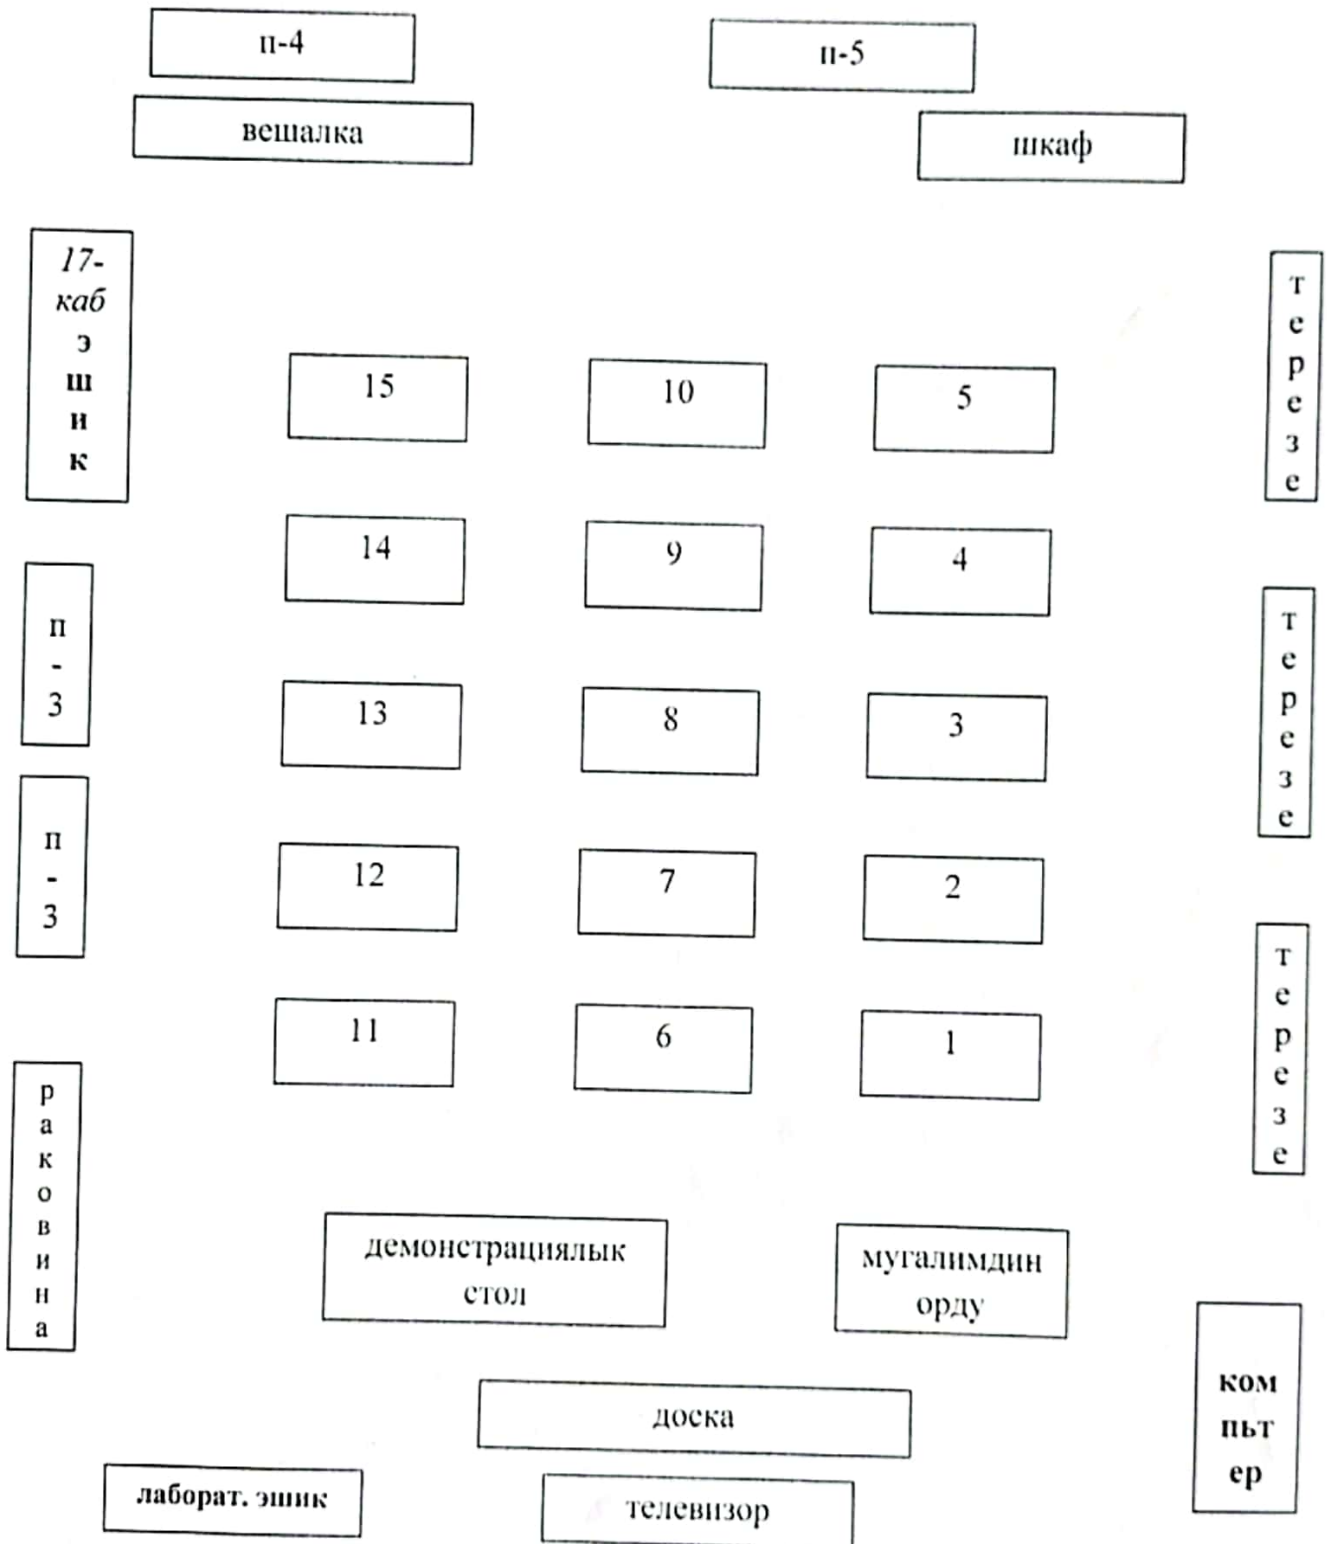 п-4
п-5
вешалка
шкаф
17-
каб
э
ш
и
к
т
е
р
е
з
е
15
10
5
14
9
4
п
-
3
т
е
р
е
з
е
13
8
3
п
-
3
12
7
2
т
е
р
е
з
е
11
6
1
р
а
к
о
в
и
н
а
демонстрациялык
стол
мугалимдин
орду
ком
пьт
ер
доска
лаборат. эшик
телевизор